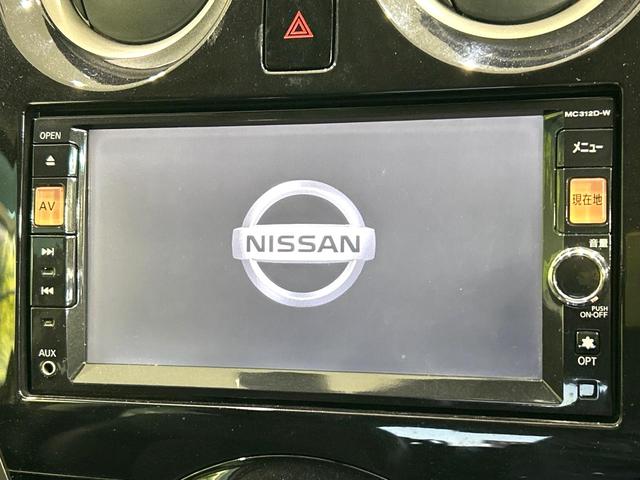 MC312D-W
OPEN
メニュー
AV
現在地
NISSAN
音量
PUSH
ON-OFF
AUX
OPT